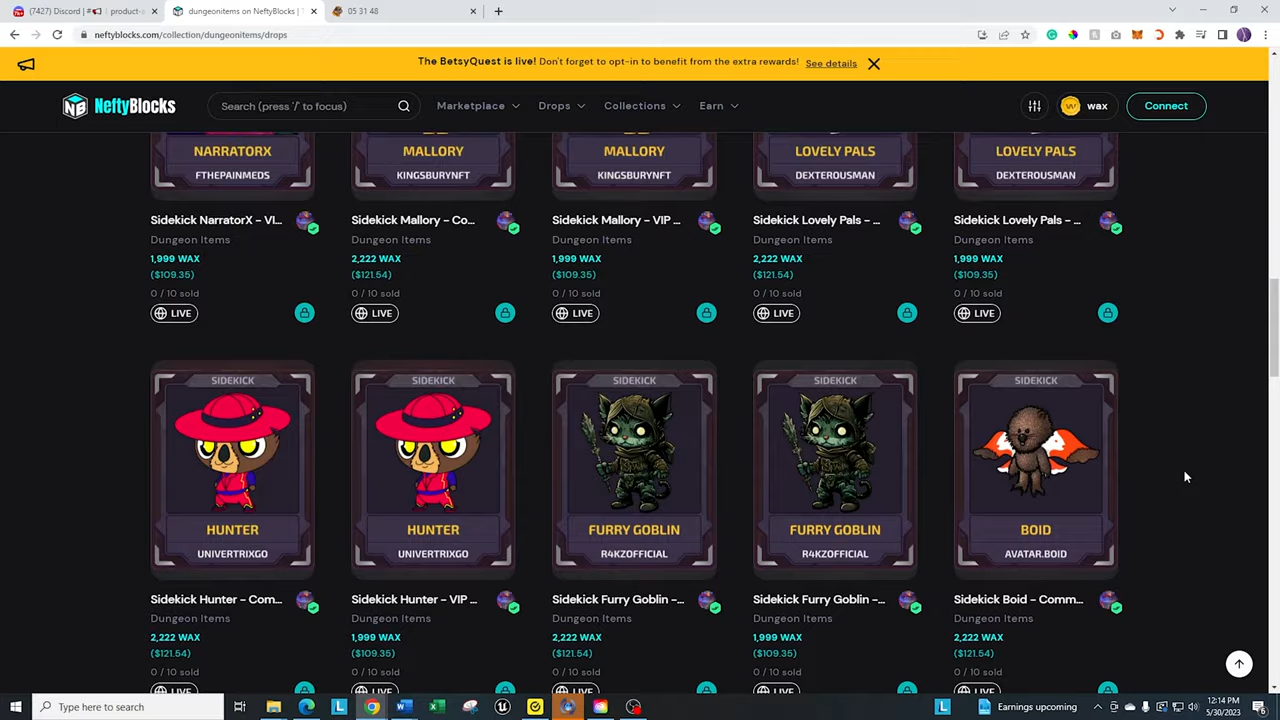 (7427) Discord | #
product-
dungeonitems on NeftyBlocks | T
05 31 48
neftyblocks.com/collection/dungeonitems/drops
The BetsyQuest is live! Don't forget to opt-in to benefit from the extra rewards! See details
NB NeftyBlocks
Search (press '/' to focus)
Marketplace
Drops
Collections
Earn
wax
Connect
NARRATORX
MALLORY
MALLORY
LOVELY PALS
LOVELY PALS
FTHEPAINMEDS
KINGSBURYNFT
KINGSBURYNFT
DEXTEROUSMAN
DEXTEROUSMAN
Sidekick NarratorX - VI...
Sidekick Mallory - Co...
Sidekick Mallory - VIP ...
Sidekick Lovely Pals - ...
Sidekick Lovely Pals - ...
Dungeon Items
Dungeon Items
Dungeon Items
Dungeon Items
Dungeon Items
1,999 WAX
2,222 WAX
1,999 WAX
2,222 WAX
1,999 WAX
($109.35)
($121.54)
($109.35)
($121.54)
($109.35)
0 / 10 sold
0 / 10 sold
0 / 10 sold
0 / 10 sold
0 / 10 sold
LIVE
LIVE
LIVE
LIVE
LIVE
SIDEKICK
SIDEKICK
SIDEKICK
SIDEKICK
SIDEKICK
HUNTER
HUNTER
FURRY GOBLIN
FURRY GOBLIN
BOID
UNIVERTRIXGO
UNIVERTRIXGO
R4KZOFFICIAL
R4KZOFFICIAL
AVATAR.BOID
Sidekick Hunter - Com...
Sidekick Hunter - VIP ...
Sidekick Furry Goblin -...
Sidekick Furry Goblin -...
Sidekick Boid - Comm...
Dungeon Items
Dungeon Items
Dungeon Items
Dungeon Items
Dungeon Items
2,222 WAX
1,999 WAX
2,222 WAX
1,999 WAX
2,222 WAX
($121.54)
($109.35)
($121.54)
($109.35)
($121.54)
0 / 10 sold
0 / 10 sold
0 / 10 sold
0 / 10 sold
0 / 10 sold
LIVE
LIVE
LIVE
LIVE
LIVE
Type here to search
Earnings upcoming
12:14 PM
5/30/2023